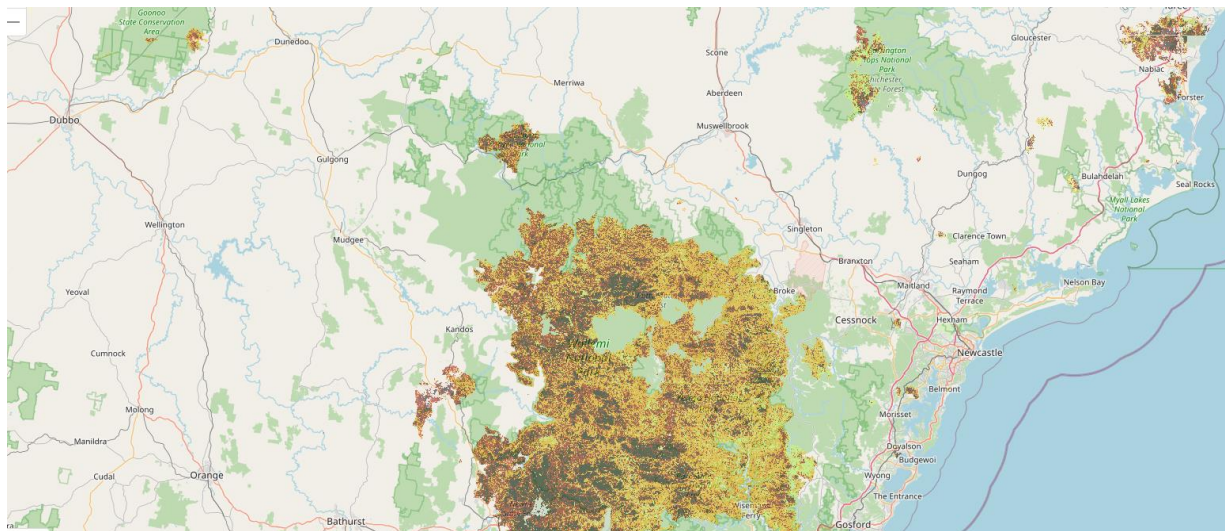 Goonoo
State Conservation
Area
Dunedoo
Scone
Gloucester
Taree
Nabiac
Forster
Merriwa
Aberdeen
Tops National
Park
Chichester
Forest
Dubbo
Muswellbrook
Gulgong
Dungog
Bulahdelah
Seal Rocks
Myall Lakes
National
Park
Wellington
Mudgee
Singleton
Clarence Town
Branxton
Seaham
Maitland
Raymond
Terrace
Nelson Bay
Yeoval
Broke
Kandos
Cessnock
Hexham
Newcastle
Cumnock
National
Belmont
Molong
Morisset
Manildra
Doyalson
Budgewoi
Cudal
Orange
Wyong
The Entrance
Ferry
Bathurst
Gosford